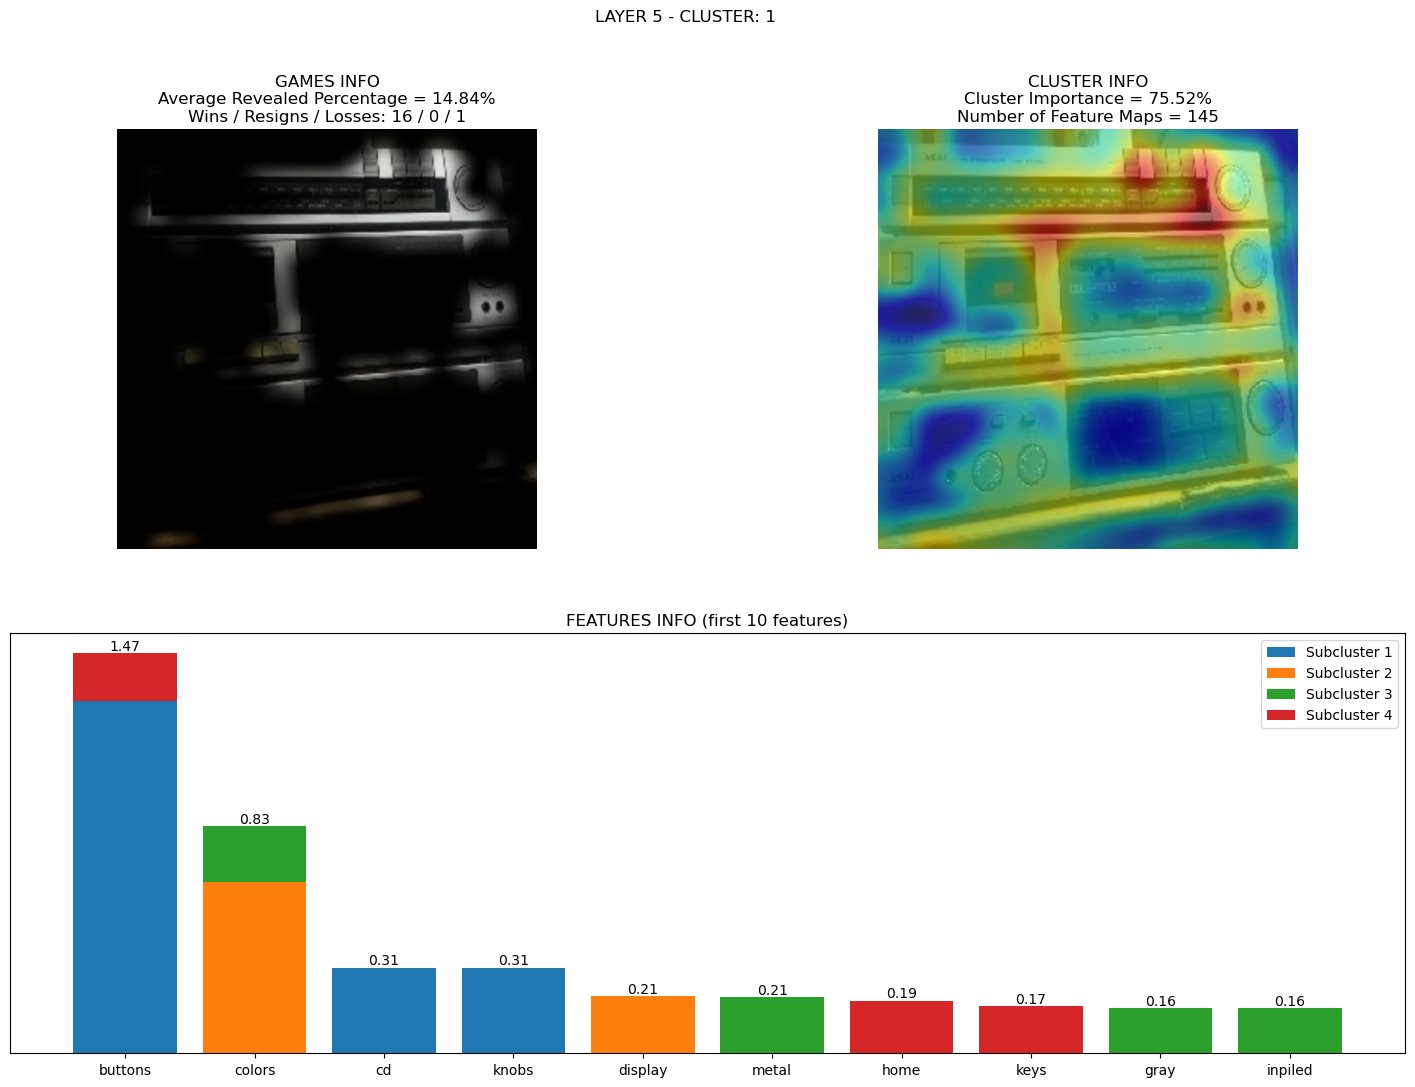 LAYER 5 - CLUSTER: 1
GAMES INFO
Average Revealed Percentage = 14.84%
Wins / Resigns / Losses: 16 / 0 / 1
CLUSTER INFO
Cluster Importance = 75.52%
Number of Feature Maps = 145
AKAI
FEATURES INFO (first 10 features)
Subcluster 1
Subcluster 2
Subcluster 3
Subcluster 4
1.47
0.83
0.31
0.31
0.21
0.21
0.19
0.17
0.16
0.16
buttons
colors
cd
knobs
display
metal
home
keys
gray
inpiled